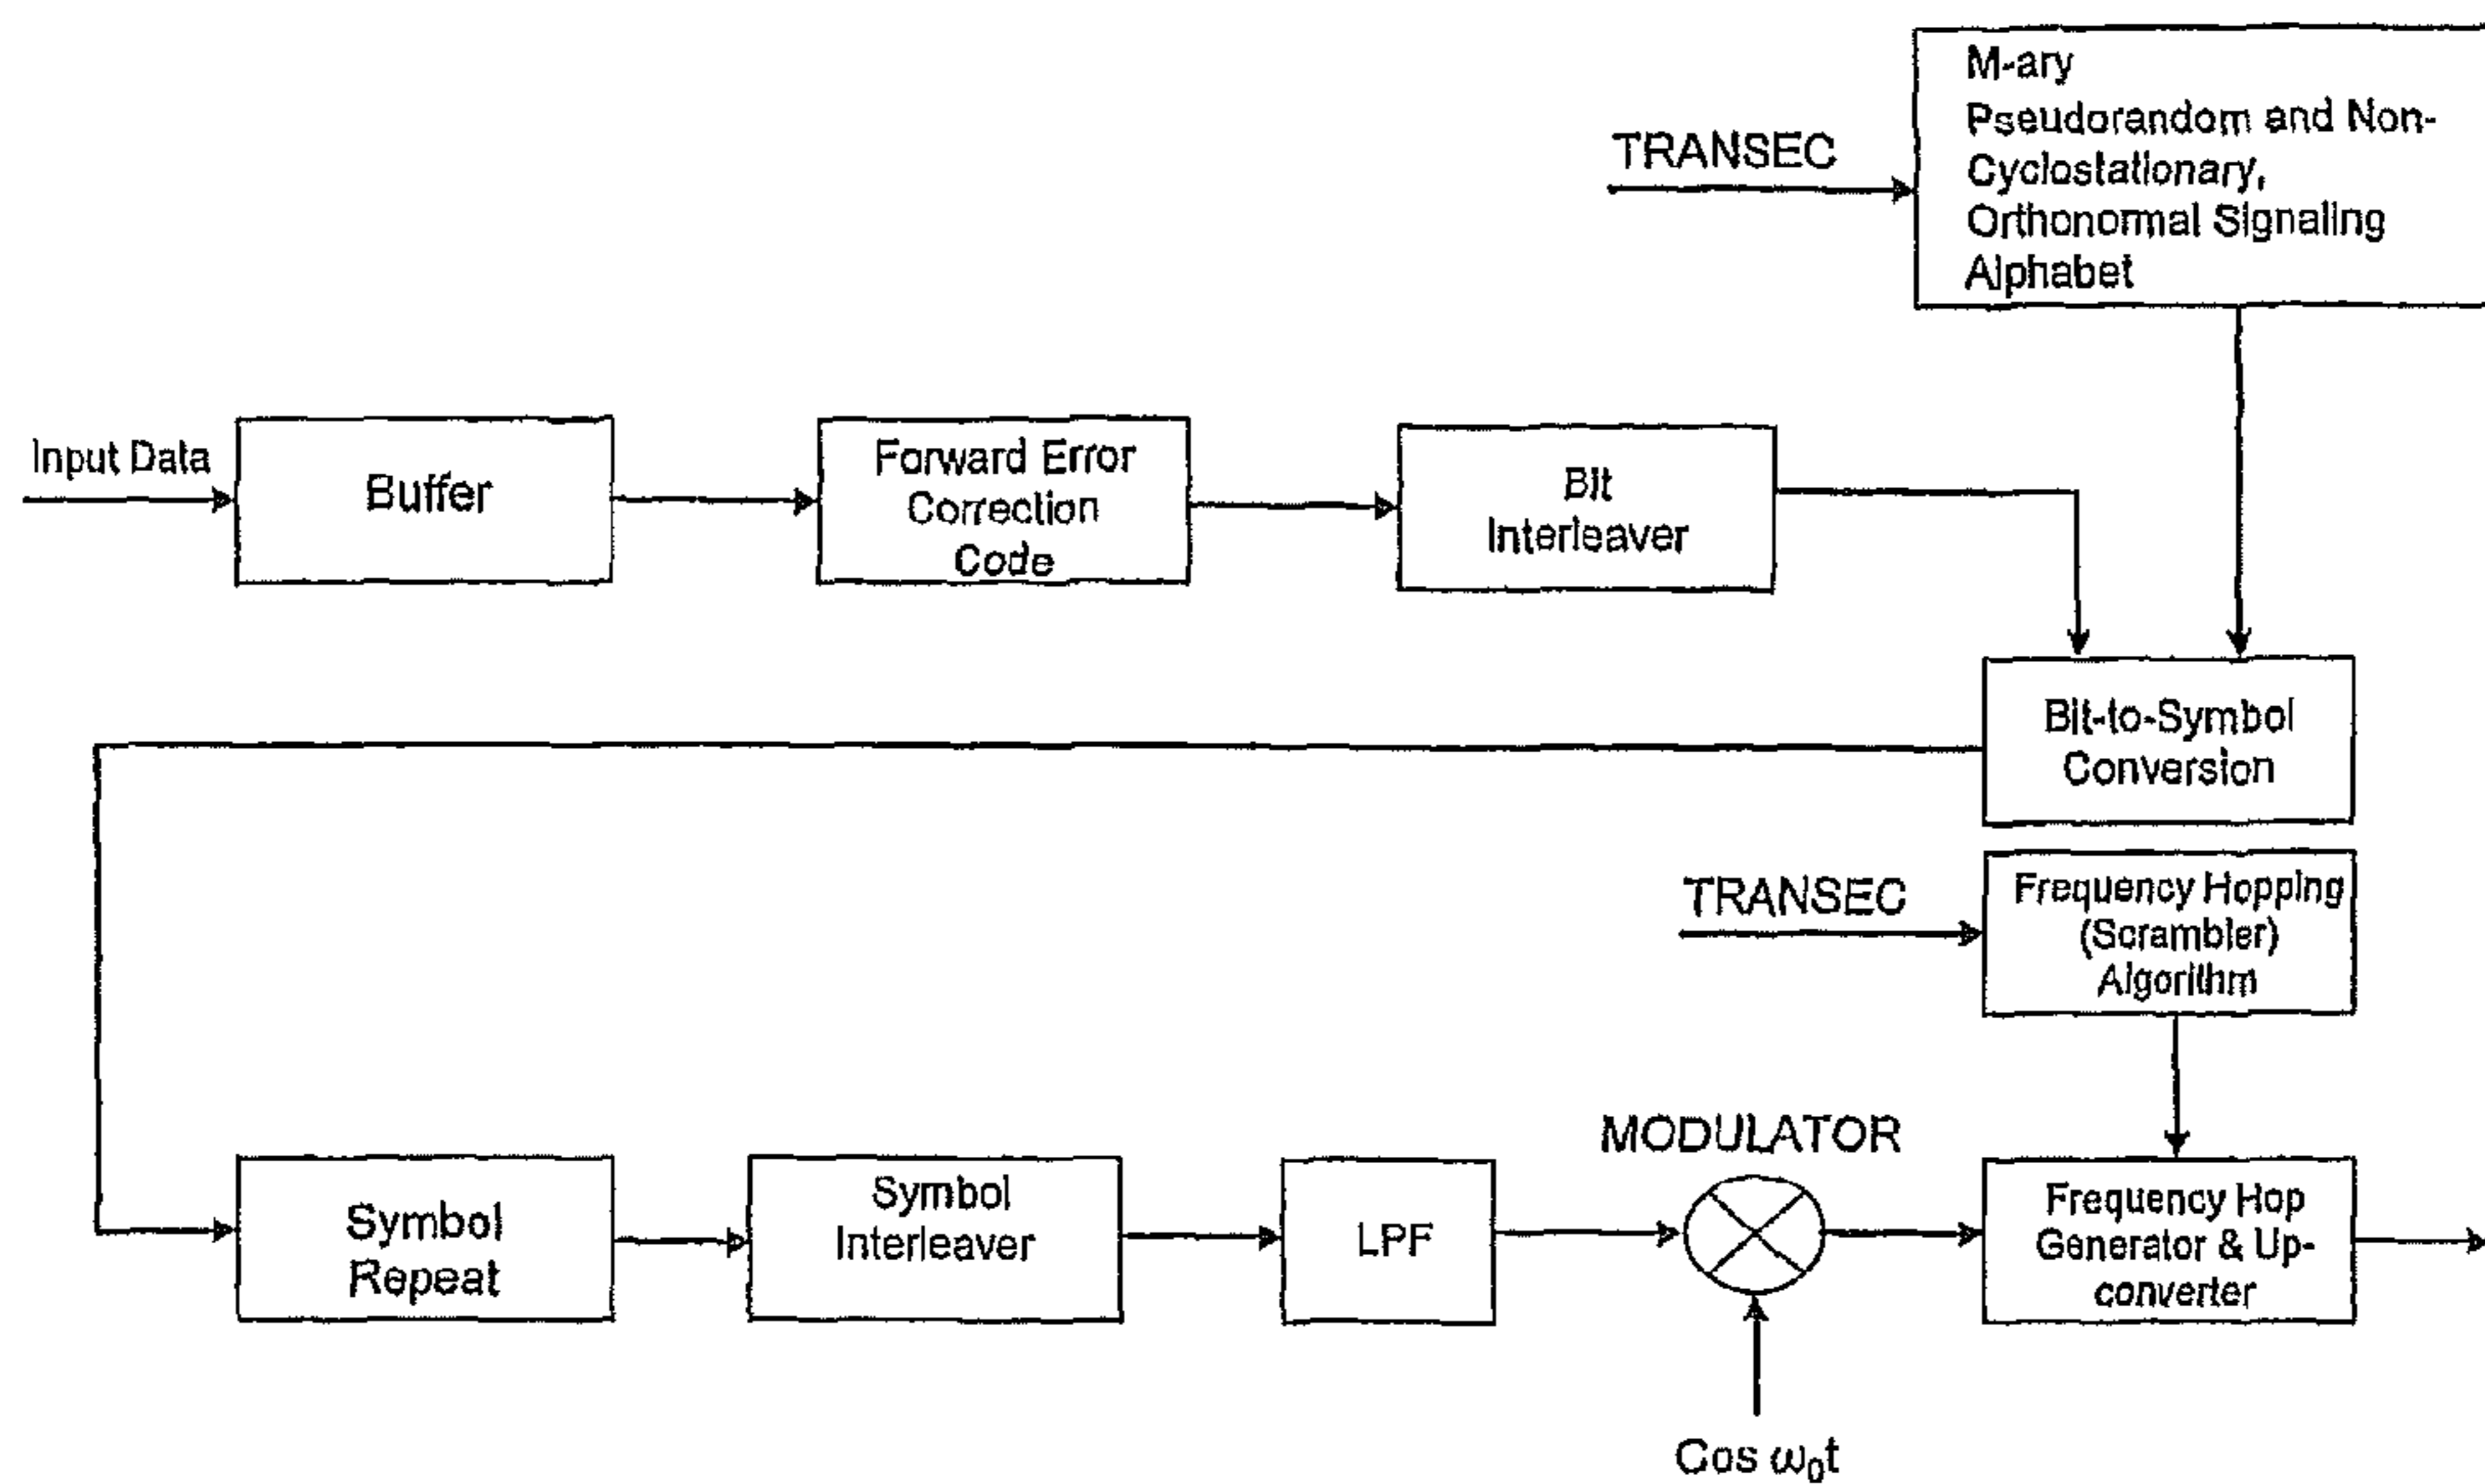 M-ary
Pseudorandom and Non-
Cyclostationary,
Orthonormal Signaling
Alphabet
TRANSEC
Input Data
Buffer
Forward Error
Correction
Code
Bit
Interleaver
Bit-to-Symbol
Conversion
TRANSEC
Frequency Hopping
(Scrambler)
Algorithm
MODULATOR
Symbol
Repeat
Symbol
Interleaver
LPF
Frequency Hop
Generator & Up-
converter
Cos ω₀t